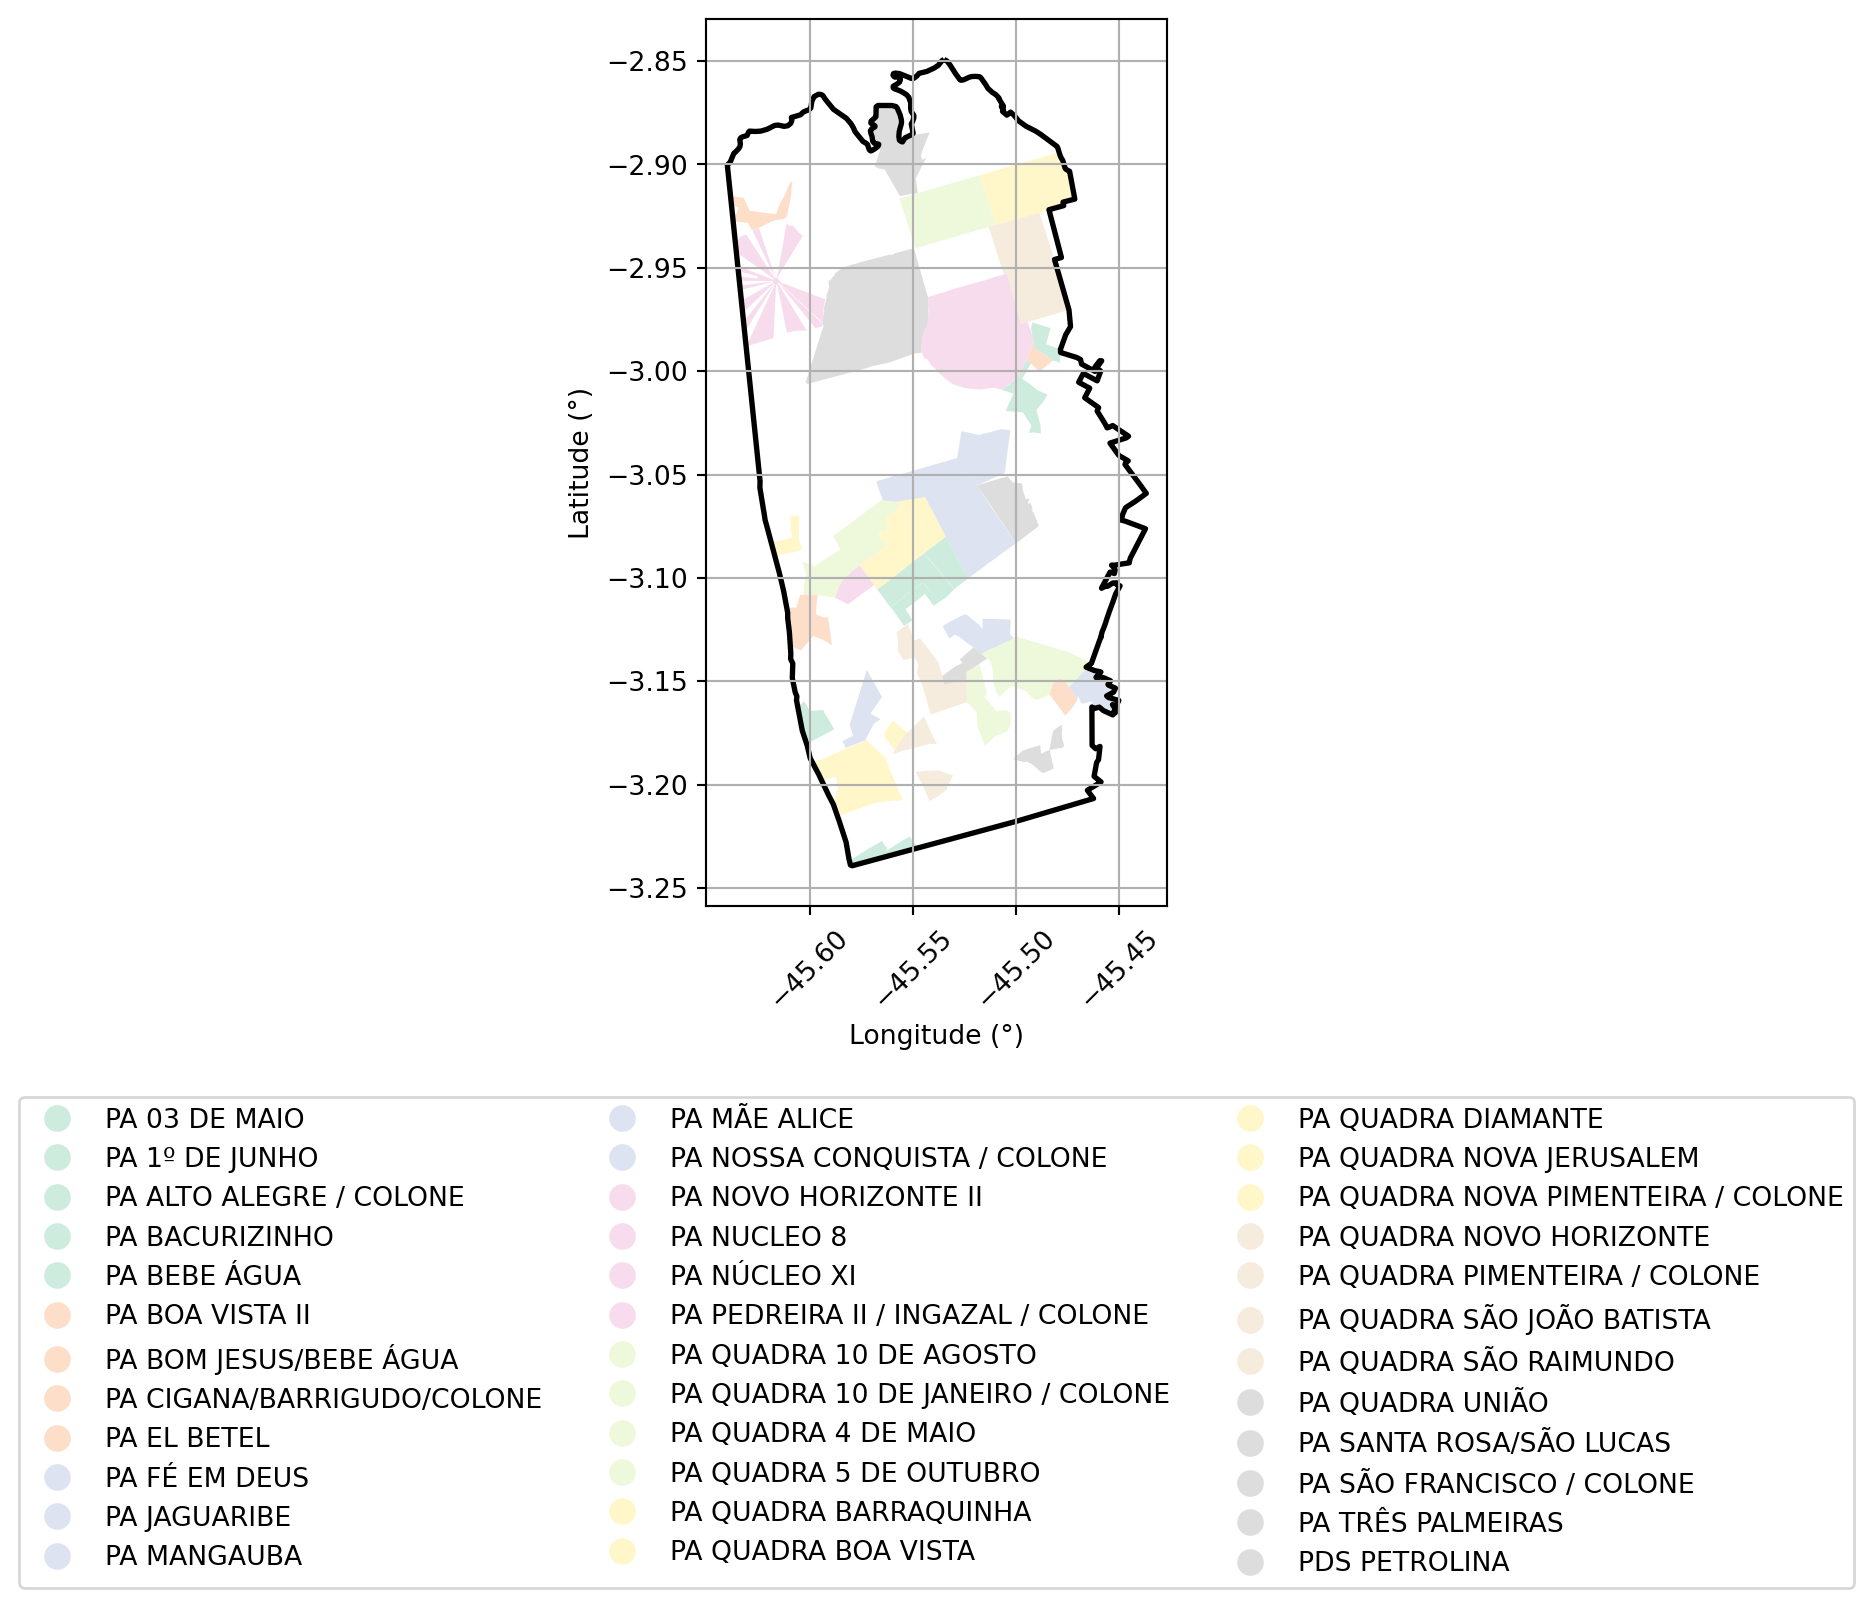 −2.85
−2.90
−2.95
−3.00
−3.05
−3.10
−3.15
−3.20
−3.25
Latitude (°)
−45.60
−45.55
−45.50
−45.45
Longitude (°)
PA 03 DE MAIO
PA 1º DE JUNHO
PA ALTO ALEGRE / COLONE
PA BACURIZINHO
PA BEBE ÁGUA
PA BOA VISTA II
PA BOM JESUS/BEBE ÁGUA
PA CIGANA/BARRIGUDO/COLONE
PA EL BETEL
PA FÉ EM DEUS
PA JAGUARIBE
PA MANGAUBA
PA MÃE ALICE
PA NOSSA CONQUISTA / COLONE
PA NOVO HORIZONTE II
PA NUCLEO 8
PA NÚCLEO XI
PA PEDREIRA II / INGAZAL / COLONE
PA QUADRA 10 DE AGOSTO
PA QUADRA 10 DE JANEIRO / COLONE
PA QUADRA 4 DE MAIO
PA QUADRA 5 DE OUTUBRO
PA QUADRA BARRAQUINHA
PA QUADRA BOA VISTA
PA QUADRA DIAMANTE
PA QUADRA NOVA JERUSALEM
PA QUADRA NOVA PIMENTEIRA / COLONE
PA QUADRA NOVO HORIZONTE
PA QUADRA PIMENTEIRA / COLONE
PA QUADRA SÃO JOÃO BATISTA
PA QUADRA SÃO RAIMUNDO
PA QUADRA UNIÃO
PA SANTA ROSA/SÃO LUCAS
PA SÃO FRANCISCO / COLONE
PA TRÊS PALMEIRAS
PDS PETROLINA